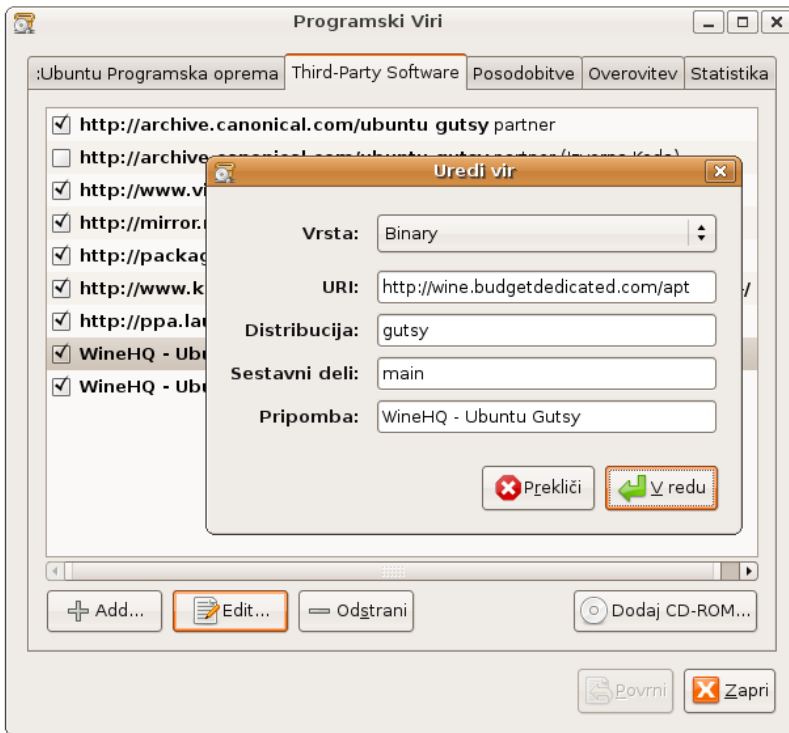 Programski Viri
:Ubuntu Programska oprema Third-Party Software Posodobitve Overovitev Statistika
http://archive.canonical.com/ubuntu gutsy partner
http://archive
http://www.vi
http://mirror.
http://packag
http://www.k /
http://ppa.lau
WineHQ - Ubu
WineHQ - Ubu
Uredi vir
Vrsta: Binary
URI: http://wine.budgetdedicated.com/apt
Distribucija: gutsy
Sestavni deli: main
Pripomba: WineHQ - Ubuntu Gutsy
Prekliči V redu
Add... Edit... Odstrani Dodaj CD-ROM...
Povrni Zapri